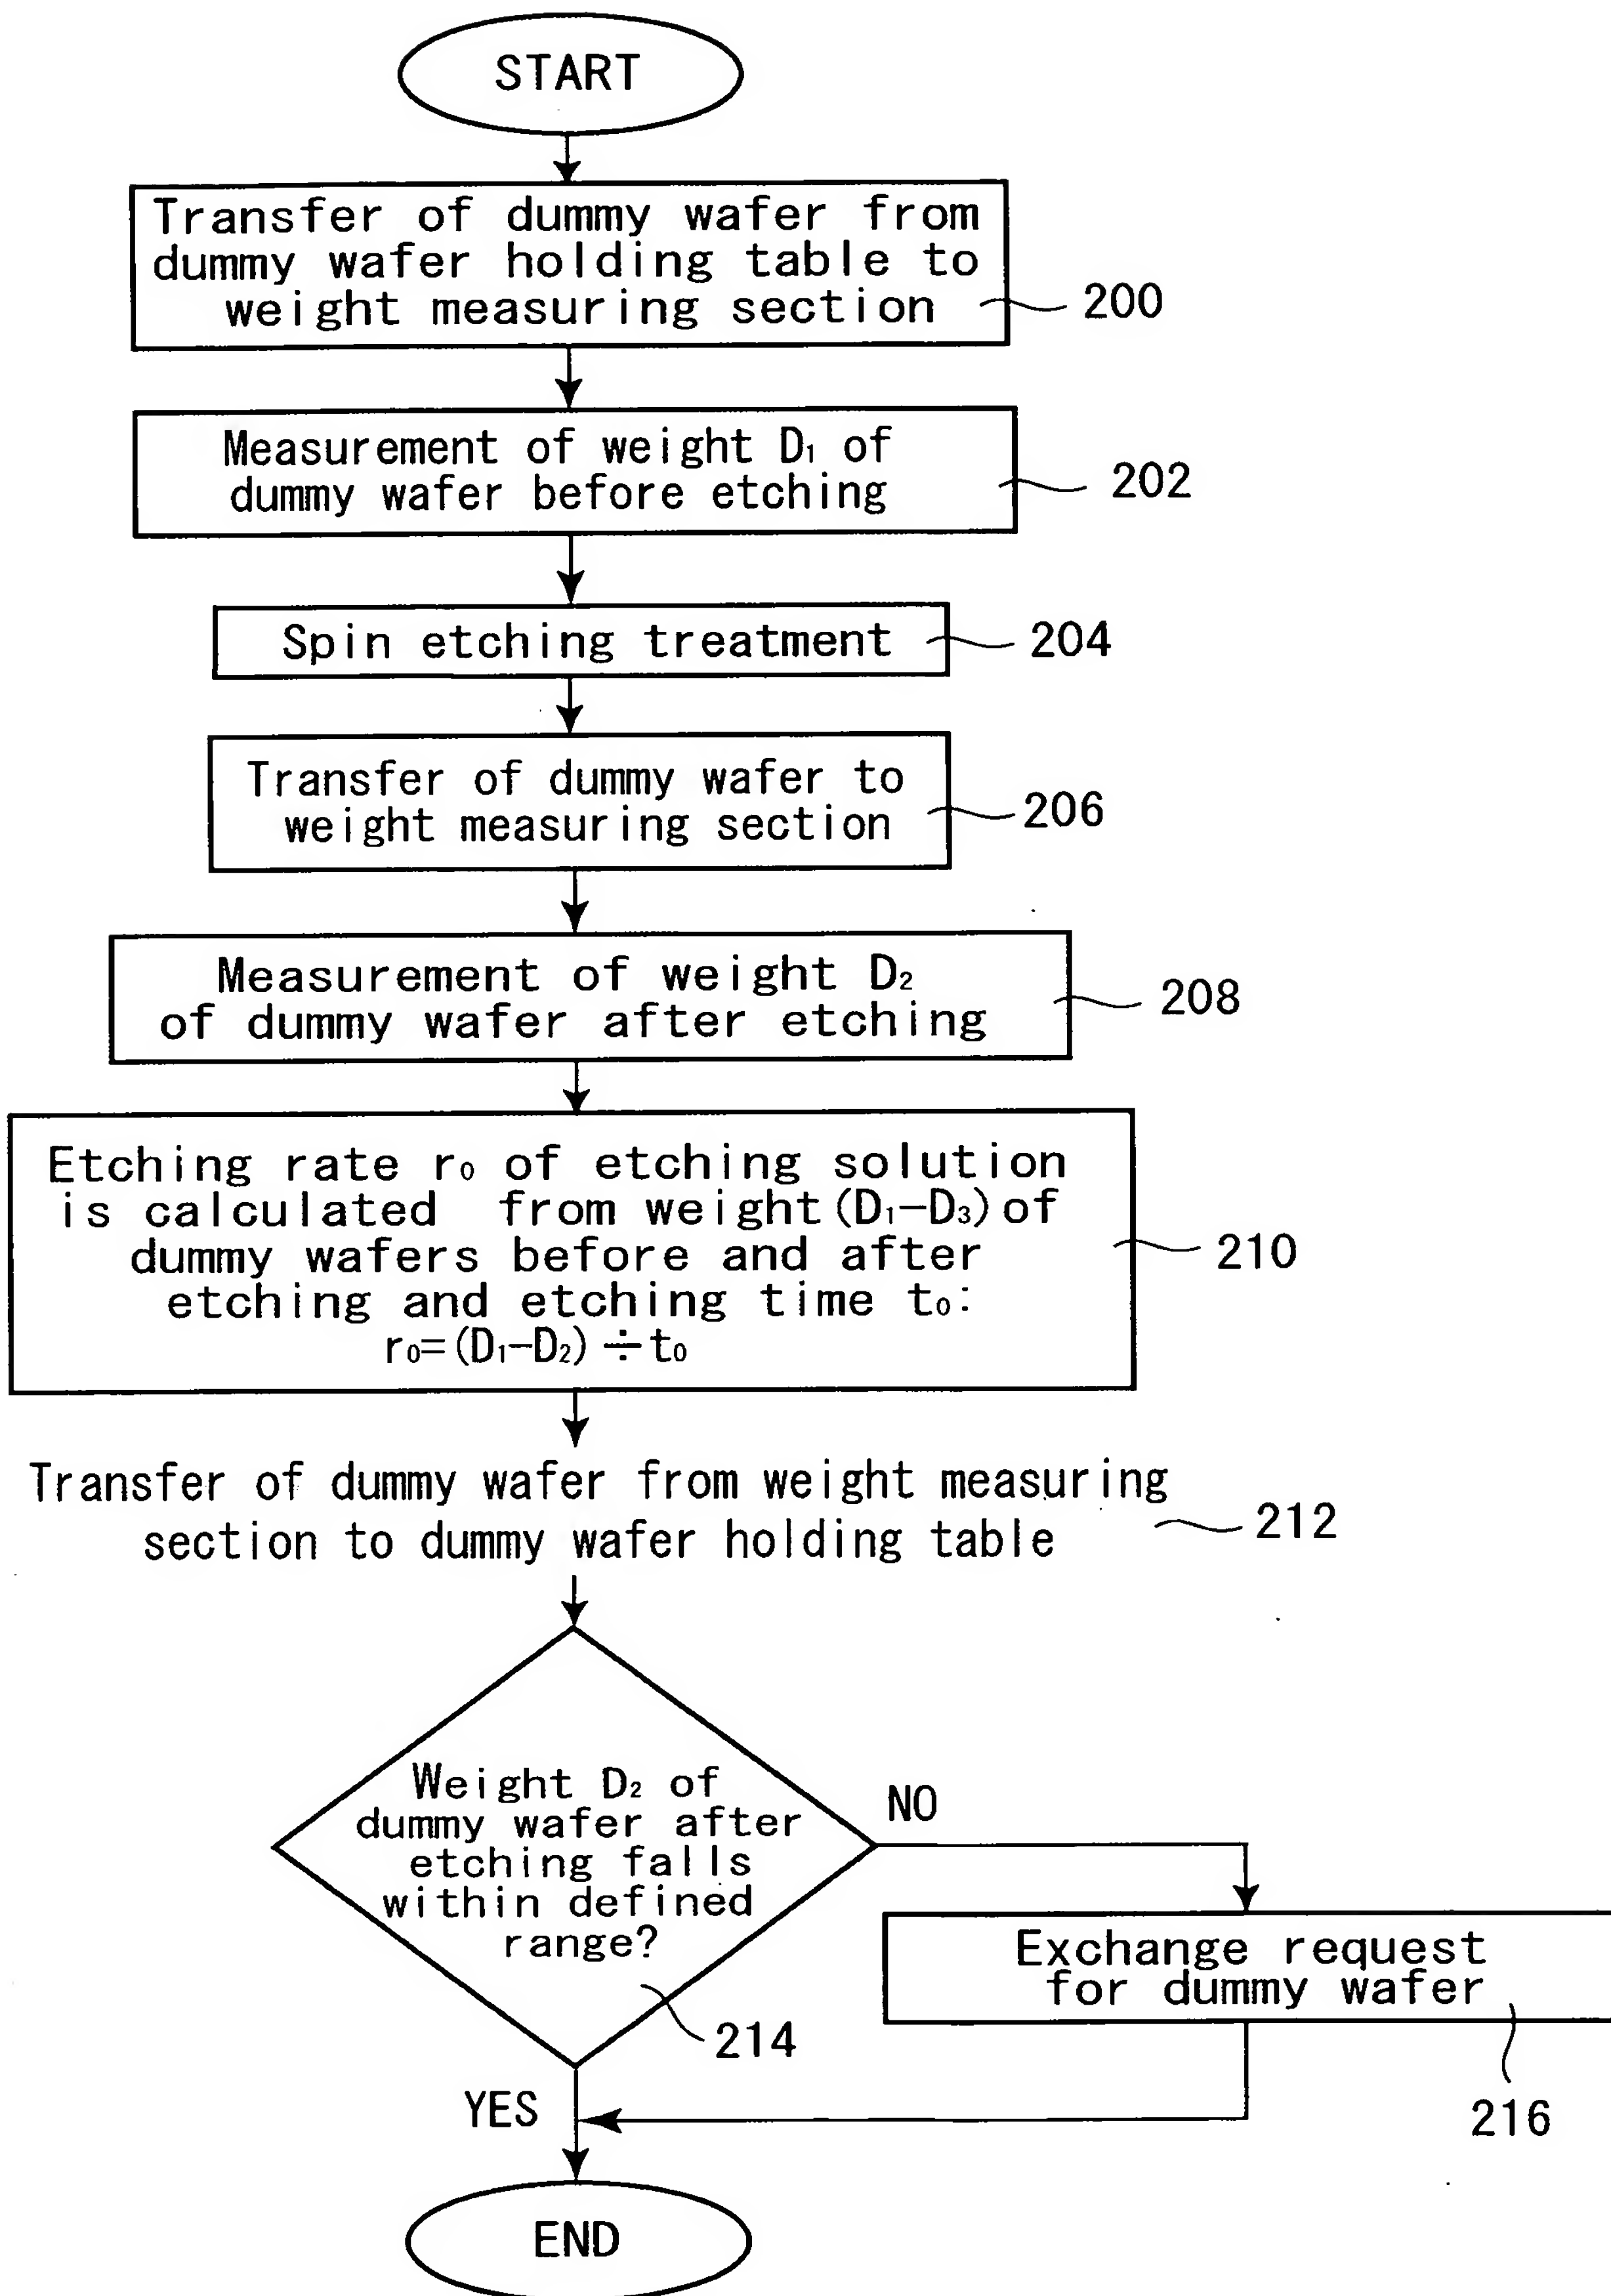 START
Transfer of dummy wafer from
dummy wafer holding table to
weight measuring section
200
Measurement of weight D₁ of
dummy wafer before etching
202
Spin etching treatment
204
Transfer of dummy wafer to
weight measuring section
206
Measurement of weight D₂
of dummy wafer after etching
208
Etching rate r₀ of etching solution
is calculated from weight (D₁−D₃) of
dummy wafers before and after
etching and etching time t₀:
r₀=(D₁−D₂) ÷t₀
210
Transfer of dummy wafer from weight measuring
section to dummy wafer holding table
212
Weight D₂ of
dummy wafer after
etching falls
within defined
range?
214
NO
Exchange request
for dummy wafer
216
YES
END